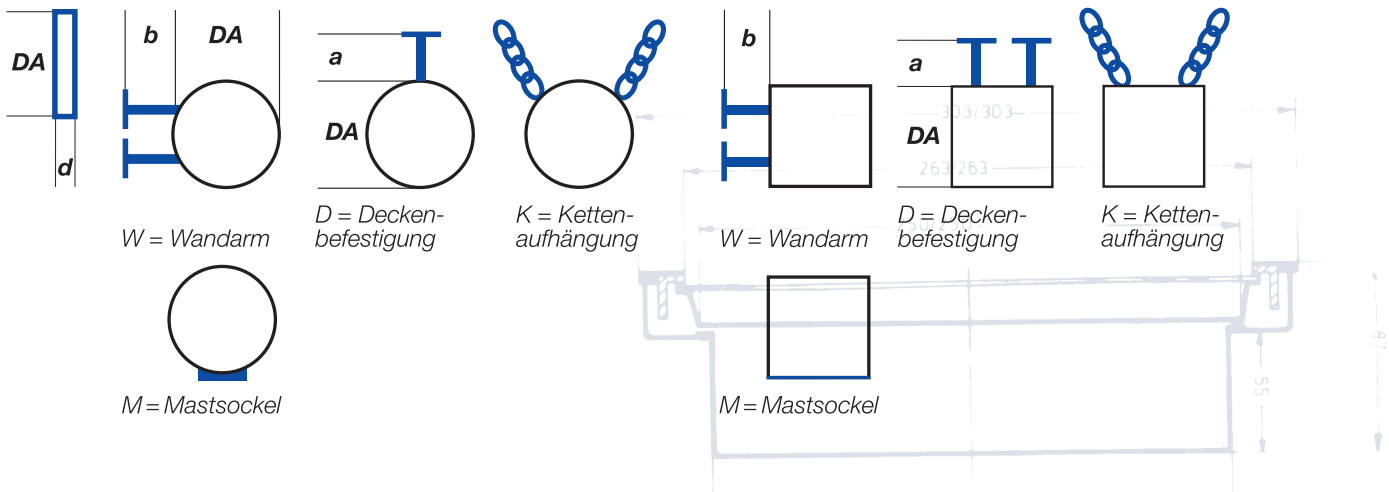 DA
d
b
DA
W = Wandarm
a
DA
D = Decken-
befestigung
K = Ketten-
aufhängung
b
W = Wandarm
a
DA
D = Decken-
befestigung
K = Ketten-
aufhängung
303/303
263/263
M = Mastsockel
M = Mastsockel
55
87